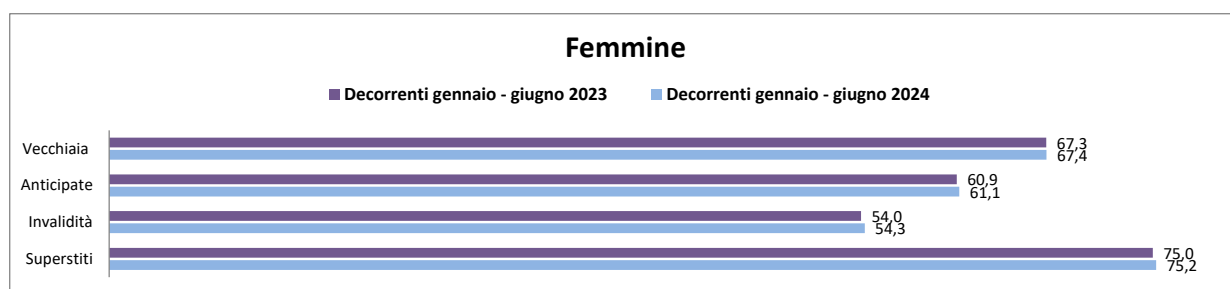 Femmine
Decorrenti gennaio - giugno 2023 Decorrenti gennaio - giugno 2024
Vecchiaia 67,3
67,4
Anticipate 60,9
61,1
Invalidità 54,0
54,3
Superstiti 75,0
75,2